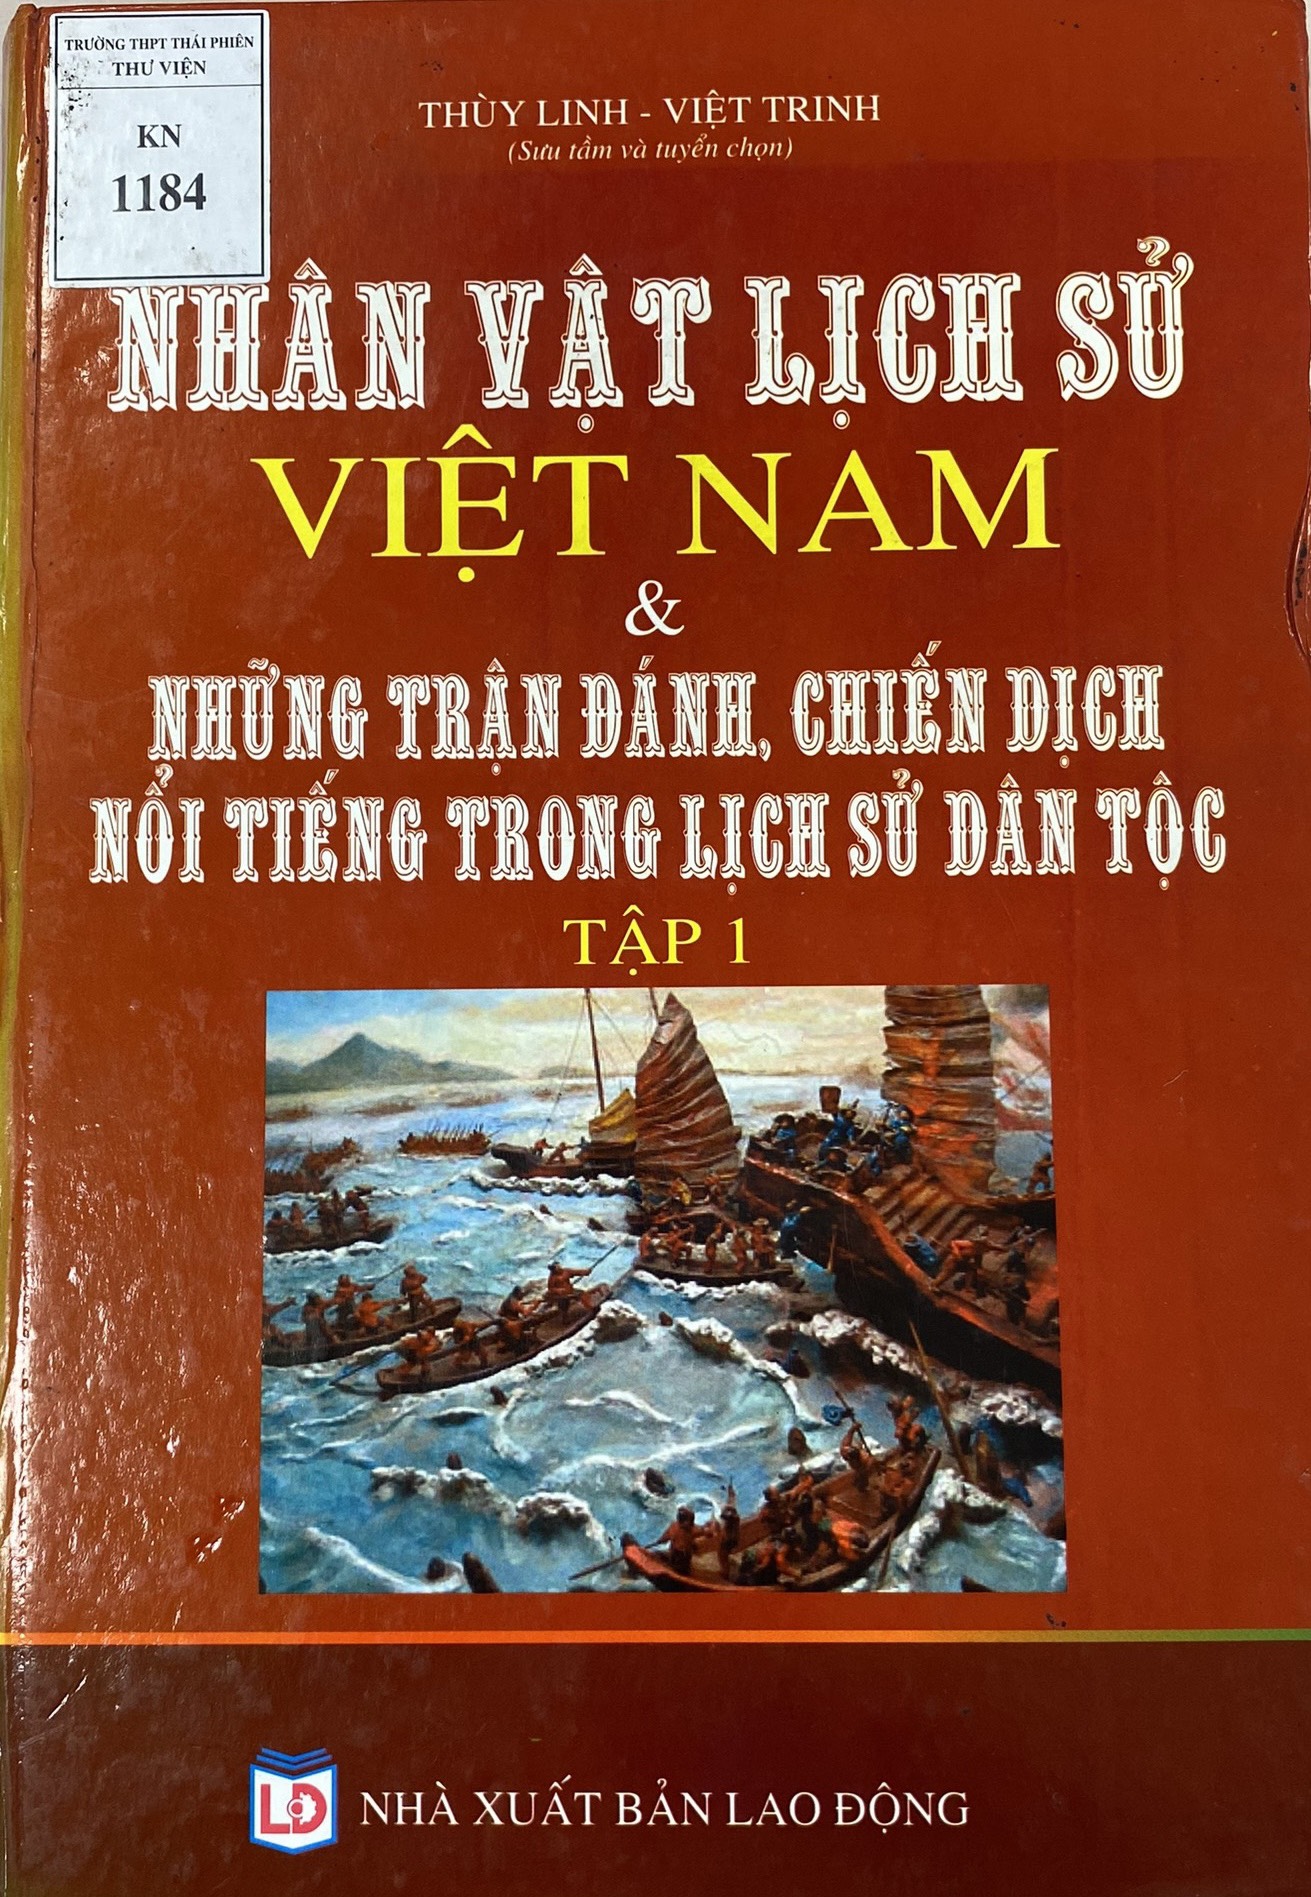 TRƯỜNG THPT THÁI PHIÊN
THƯ VIỆN
KN
1184
THÙY LINH - VIỆT TRINH
(Sưu tầm và tuyển chọn)
NHÂN VẬT LỊCH SỬ
VIỆT NAM
&
NHỮNG TRẬN ĐÁNH, CHIẾN DỊCH
NỔI TIẾNG TRONG LỊCH SỬ DÂN TỘC
TẬP 1
LĐ
NHÀ XUẤT BẢN LAO ĐỘNG